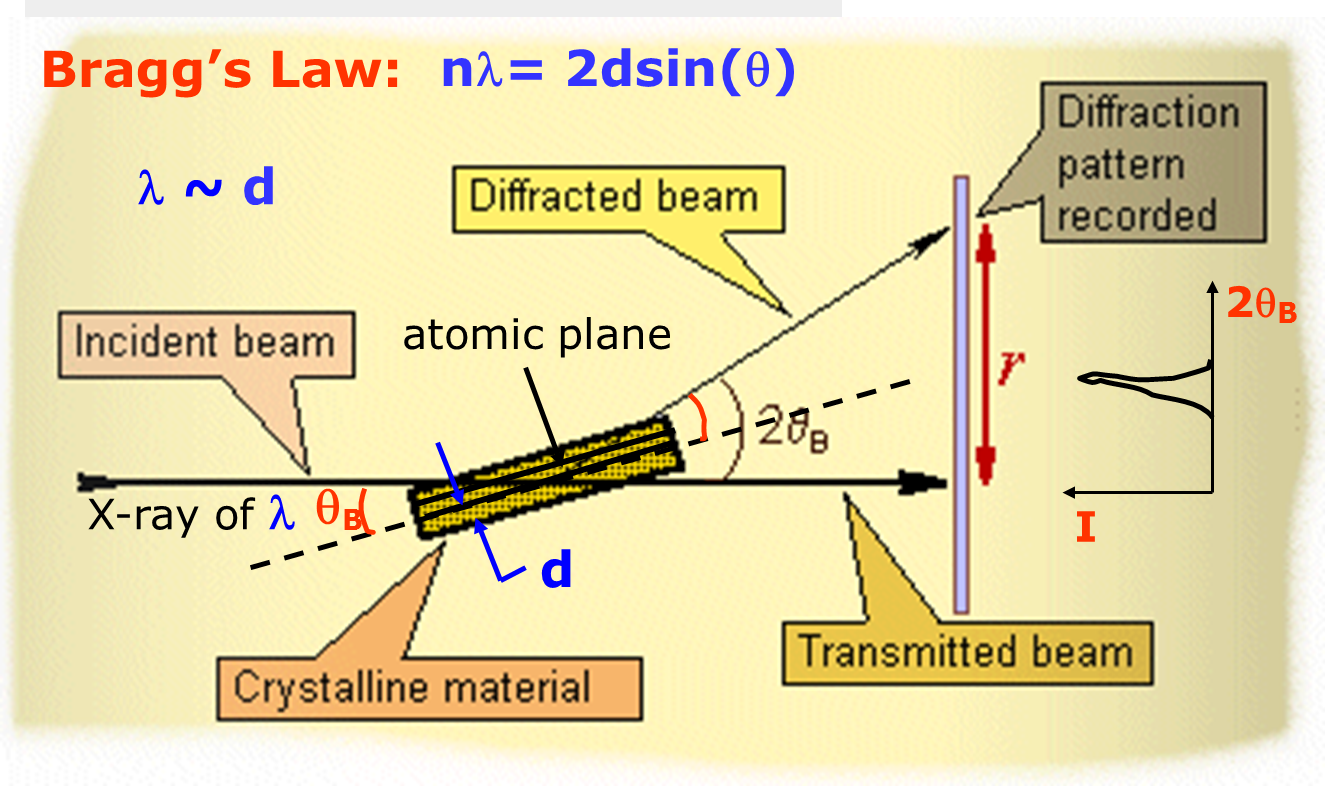 Bragg's Law: nλ= 2dsin(θ)
λ ~ d
Diffraction
pattern
recorded
Diffracted beam
2θB
Incident beam
atomic plane
r
2θB
X-ray of λ θB
I
d
Transmitted beam
Crystalline material